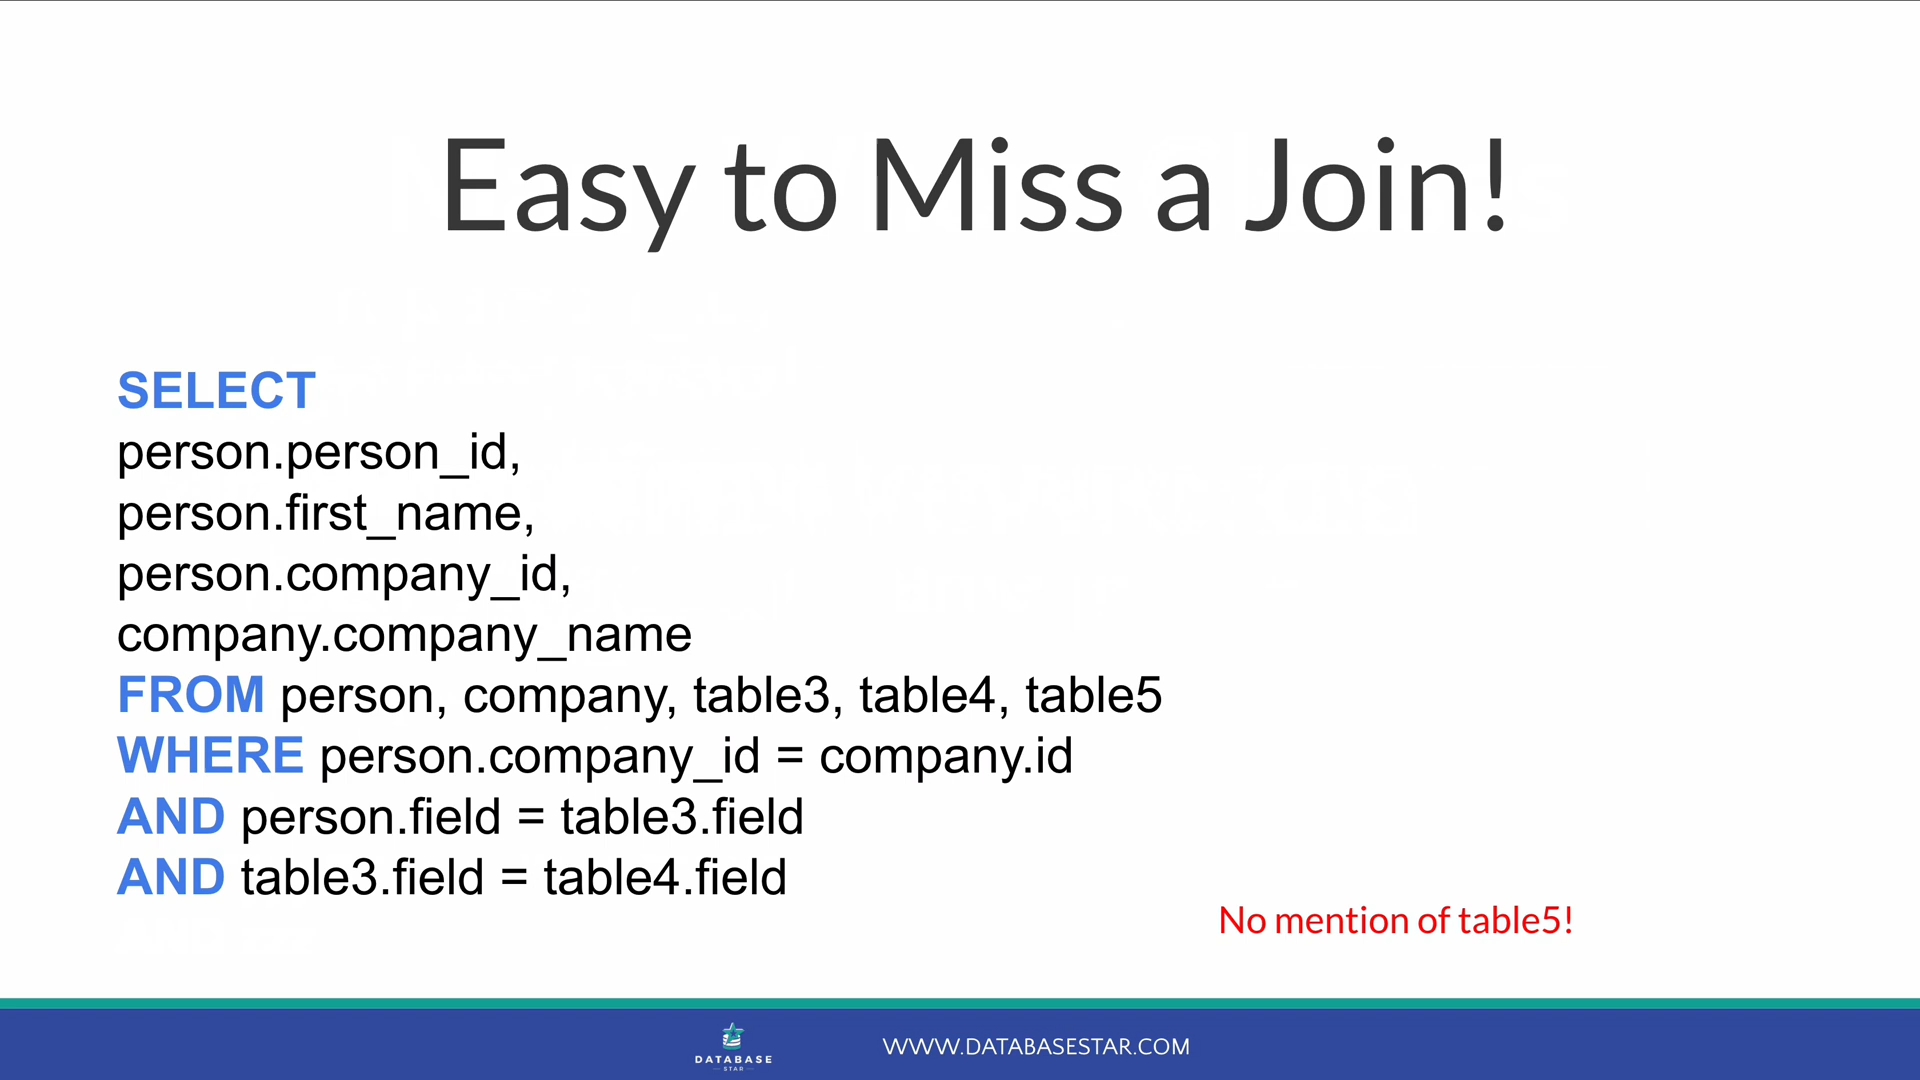 Easy to Miss a Join!
SELECT
person.person_id,
person.first_name,
person.company_id,
company.company_name
FROM person, company, table3, table4, table5
WHERE person.company_id = company.id
AND person.field = table3.field
AND table3.field = table4.field
No mention of table5!
DATABASE
STAR
WWW.DATABASESTAR.COM